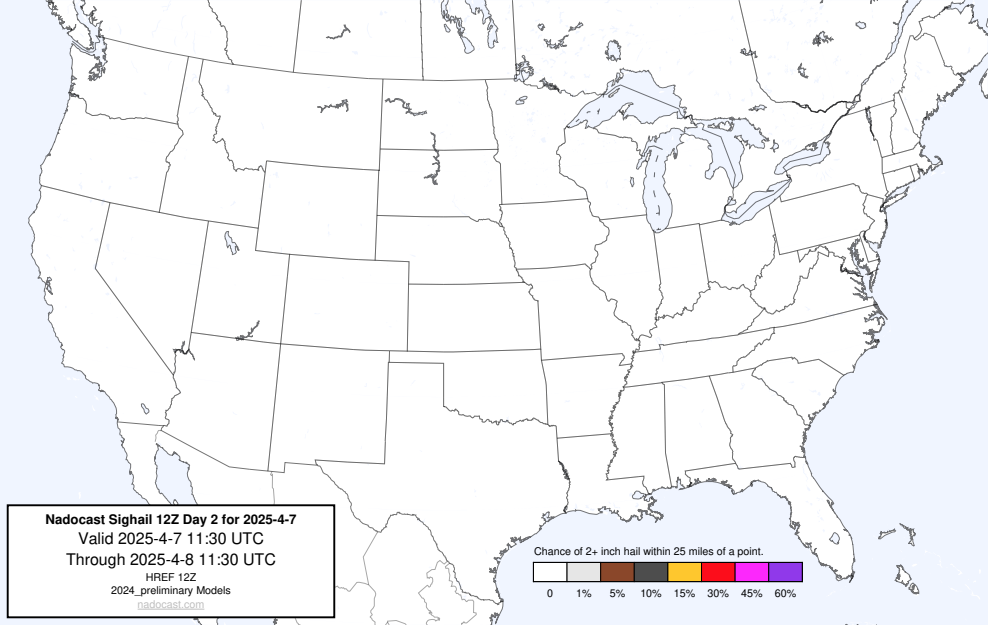 Nadocast Sighail 12Z Day 2 for 2025-4-7
Valid 2025-4-7 11:30 UTC
Through 2025-4-8 11:30 UTC
HREF 12Z
2024_preliminary Models
nadocast.com
Chance of 2+ inch hail within 25 miles of a point.
0 1% 5% 10% 15% 30% 45% 60%